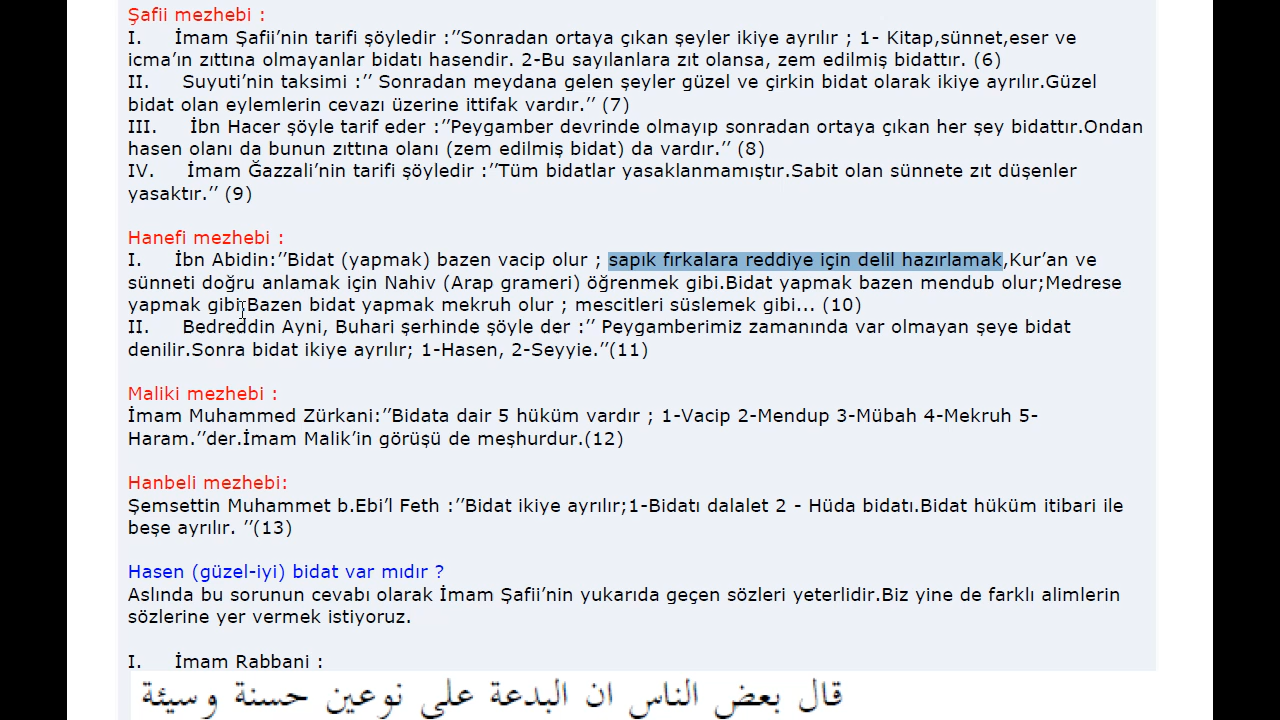 Şafii mezhebi :
I. İmam Şafii’nin tarifi şöyledir :’’Sonradan ortaya çıkan şeyler ikiye ayrılır ; 1- Kitap,sünnet,eser ve
icma’ın zıttına olmayanlar bidatı hasendir. 2-Bu sayılanlara zıt olansa, zem edilmiş bidattır. (6)
II. Suyuti’nin taksimi :’’ Sonradan meydana gelen şeyler güzel ve çirkin bidat olarak ikiye ayrılır.Güzel
bidat olan eylemlerin cevazı üzerine ittifak vardır.’’ (7)
III. İbn Hacer şöyle tarif eder :’’Peygamber devrinde olmayıp sonradan ortaya çıkan her şey bidattır.Ondan
hasen olanı da bunun zıttına olanı (zem edilmiş bidat) da vardır.’’ (8)
IV. İmam Ğazzali’nin tarifi şöyledir :’’Tüm bidatlar yasaklanmamıştır.Sabit olan sünnete zıt düşenler
yasaktır.’’ (9)
Hanefi mezhebi :
I. İbn Abidin:’’Bidat (yapmak) bazen vacip olur ; sapık fırkalara reddiye için delil hazırlamak,Kur’an ve
sünneti doğru anlamak için Nahiv (Arap grameri) öğrenmek gibi.Bidat yapmak bazen mendub olur;Medrese
yapmak gibi.Bazen bidat yapmak mekruh olur ; mescitleri süslemek gibi... (10)
II. Bedreddin Ayni, Buhari şerhinde şöyle der :’’ Peygamberimiz zamanında var olmayan şeye bidat
denilir.Sonra bidat ikiye ayrılır; 1-Hasen, 2-Seyyie.’’(11)
Maliki mezhebi :
İmam Muhammed Zürkani:’’Bidata dair 5 hüküm vardır ; 1-Vacip 2-Mendup 3-Mübah 4-Mekruh 5-
Haram.’’der.İmam Malik’in görüşü de meşhurdur.(12)
Hanbeli mezhebi:
Şemsettin Muhammet b.Ebi’l Feth :’’Bidat ikiye ayrılır;1-Bidatı dalalet 2 - Hüda bidatı.Bidat hüküm itibari ile
beşe ayrılır. ’’(13)
Hasen (güzel-iyi) bidat var mıdır ?
Aslında bu sorunun cevabı olarak İmam Şafii’nin yukarıda geçen sözleri yeterlidir.Biz yine de farklı alimlerin
sözlerine yer vermek istiyoruz.
I. İmam Rabbani :
قال بعض الناس ان البدعة على نوعين حسنة وسيئة